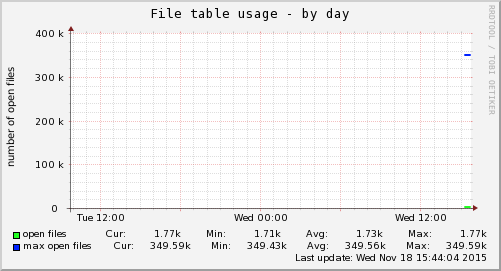 File table usage - by day
RRDTOOL / TOBI OETIKER
number of open files
400 k
300 k
200 k
100 k
0
Tue 12:00 Wed 00:00 Wed 12:00
open files Cur: 1.77k Min: 1.71k Avg: 1.73k Max: 1.77k
max open files Cur: 349.59k Min: 349.43k Avg: 349.56k Max: 349.59k
Last update: Wed Nov 18 15:44:04 2015